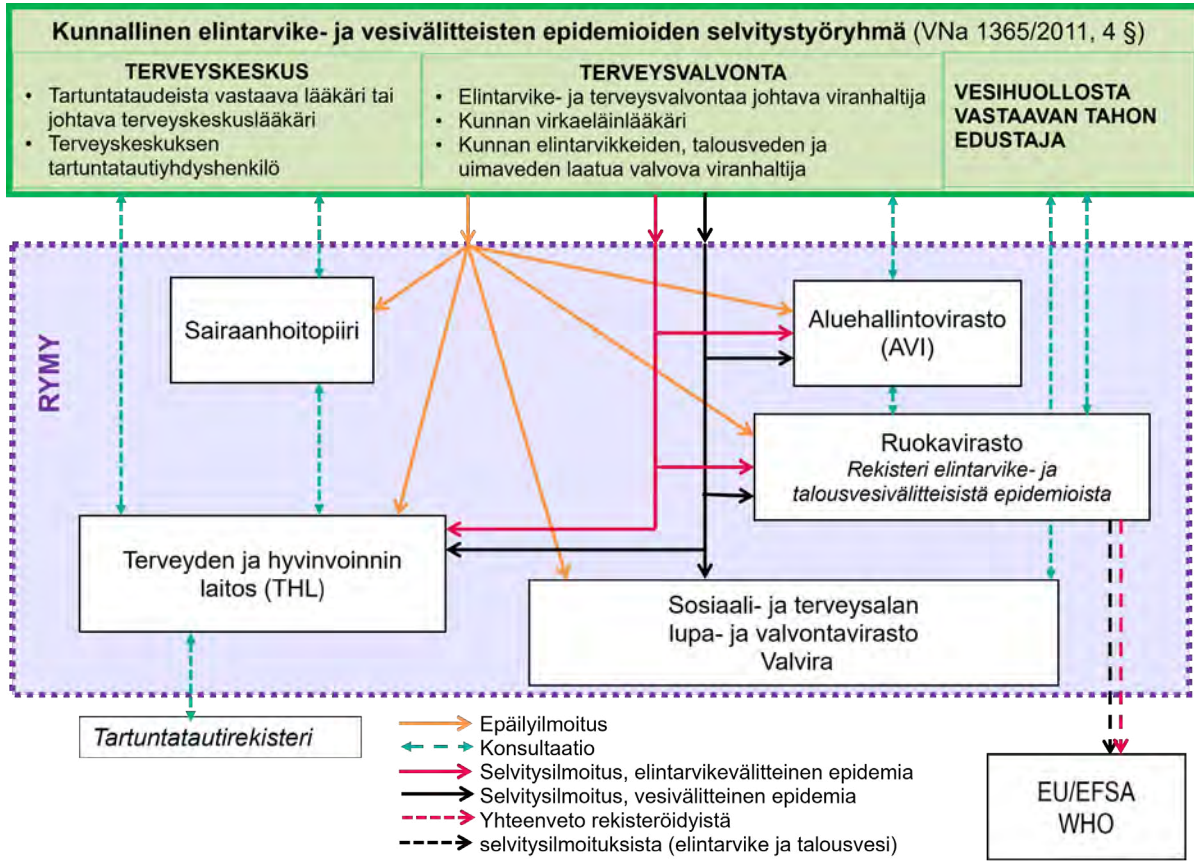 Kunnallinen elintarvike- ja vesivälitteisten epidemioiden selvitystyöryhmä (VNa 1365/2011, 4 §)
TERVEYSKESKUS
• Tartuntataudeista vastaava lääkäri tai
johtava terveyskeskuslääkäri
• Terveyskeskuksen
tartuntatautiyhdyshenkilö
TERVEYSVALVONTA
• Elintarvike- ja terveysvalvontaa johtava viranhaltija
• Kunnan virkaeläinlääkäri
• Kunnan elintarvikkeiden, talousveden ja
uimaveden laatua valvova viranhaltija
VESIHUOLLOSTA
VASTAAVAN TAHON
EDUSTAJA
RYMY
Sairaanhoitopiiri
Aluehallintovirasto
(AVI)
Ruokavirasto
Rekisteri elintarvike- ja
talousvesivälitteisistä epidemioista
Terveyden ja hyvinvoinnin
laitos (THL)
Sosiaali- ja terveysalan
lupa- ja valvontavirasto
Valvira
Tartuntatautirekisteri
Epäilyilmoitus
Konsultaatio
Selvitysilmoitus, elintarvikevälitteinen epidemia
Selvitysilmoitus, vesivälitteinen epidemia
Yhteenveto rekisteröidyistä
selvitysilmoituksista (elintarvike ja talousvesi)
EU/EFSA
WHO